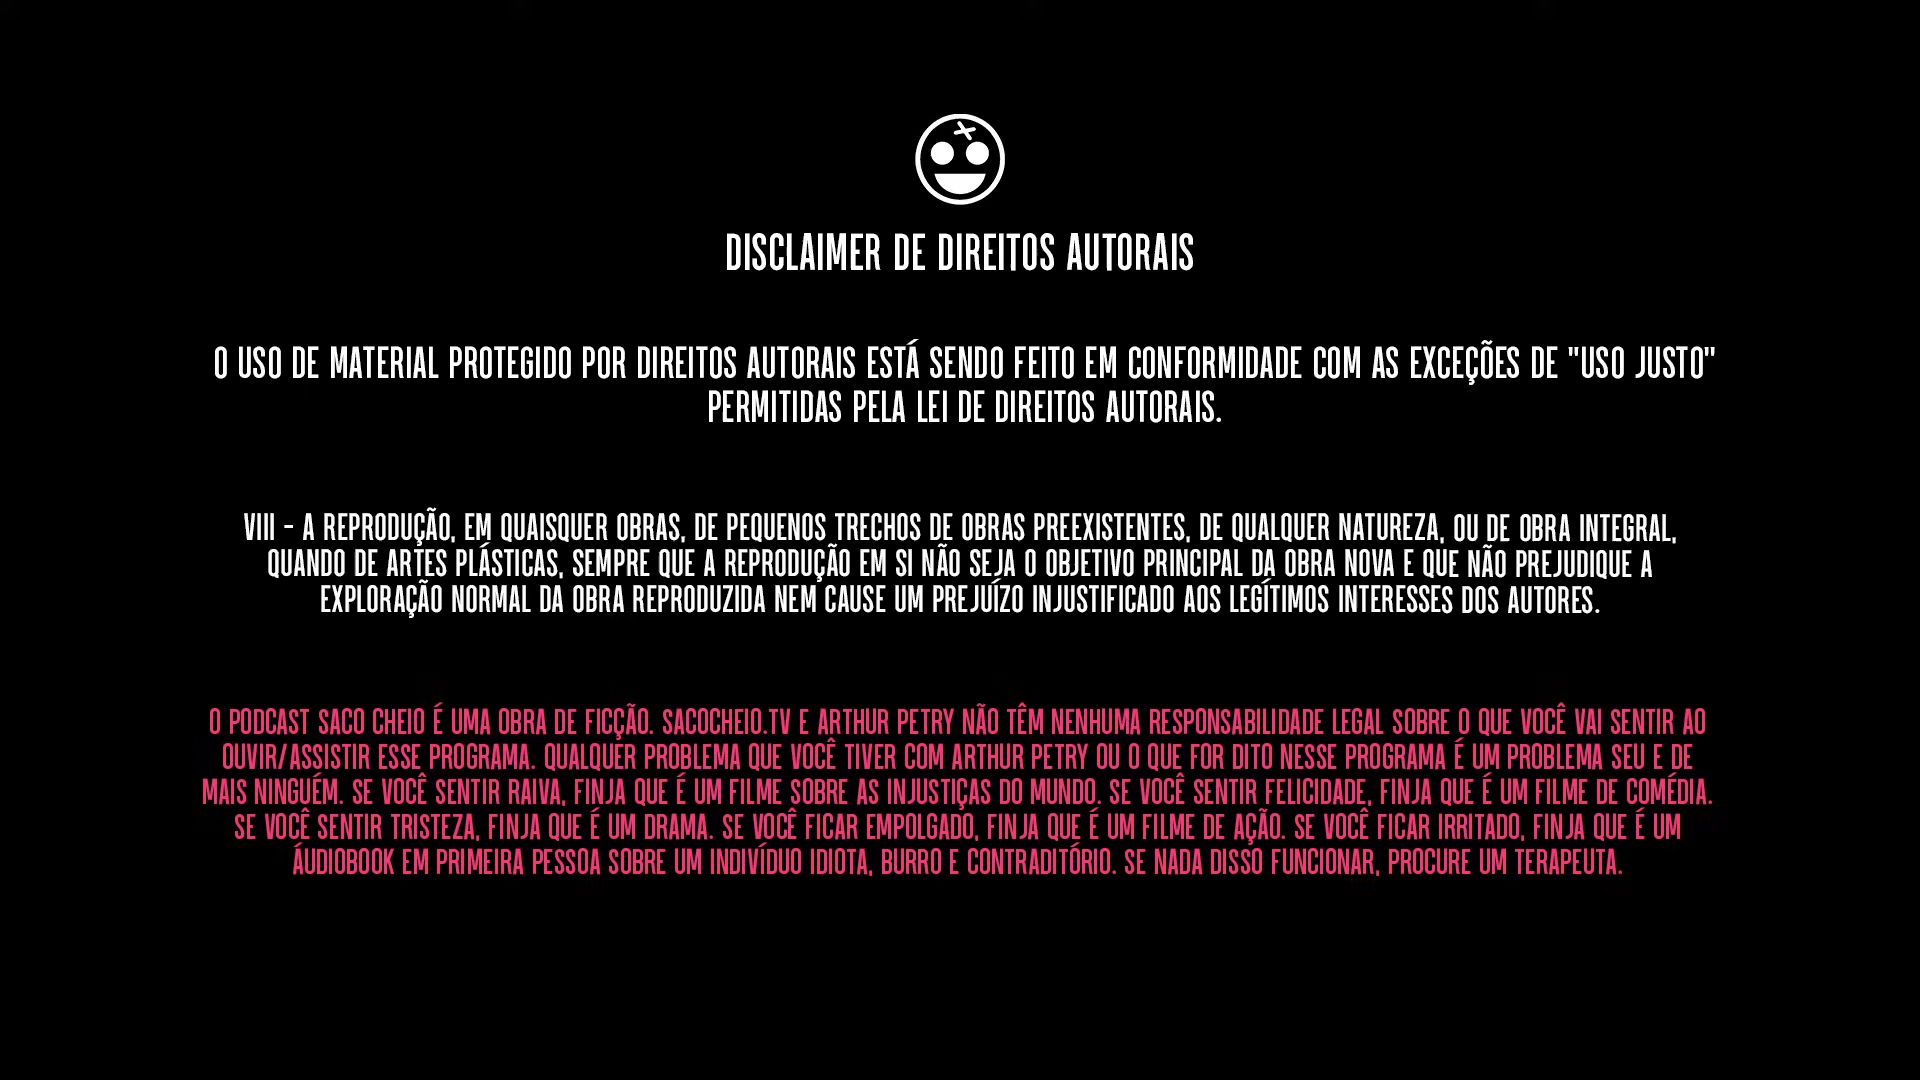 DISCLAIMER DE DIREITOS AUTORAIS
O USO DE MATERIAL PROTEGIDO POR DIREITOS AUTORAIS ESTÁ SENDO FEITO EM CONFORMIDADE COM AS EXCEÇÕES DE "USO JUSTO"
PERMITIDAS PELA LEI DE DIREITOS AUTORAIS.
VIII - A REPRODUÇÃO, EM QUAISQUER OBRAS, DE PEQUENOS TRECHOS DE OBRAS PREEXISTENTES, DE QUALQUER NATUREZA, OU DE OBRA INTEGRAL,
QUANDO DE ARTES PLÁSTICAS, SEMPRE QUE A REPRODUÇÃO EM SI NÃO SEJA O OBJETIVO PRINCIPAL DA OBRA NOVA E QUE NÃO PREJUDIQUE A
EXPLORAÇÃO NORMAL DA OBRA REPRODUZIDA NEM CAUSE UM PREJUÍZO INJUSTIFICADO AOS LEGÍTIMOS INTERESSES DOS AUTORES.
O PODCAST SACO CHEIO É UMA OBRA DE FICÇÃO. SACOCHEIO.TV E ARTHUR PETRY NÃO TÊM NENHUMA RESPONSABILIDADE LEGAL SOBRE O QUE VOCÊ VAI SENTIR AO
OUVIR/ASSISTIR ESSE PROGRAMA. QUALQUER PROBLEMA QUE VOCÊ TIVER COM ARTHUR PETRY OU O QUE FOR DITO NESSE PROGRAMA É UM PROBLEMA SEU E DE
MAIS NINGUÉM. SE VOCÊ SENTIR RAIVA, FINJA QUE É UM FILME SOBRE AS INJUSTIÇAS DO MUNDO. SE VOCÊ SENTIR FELICIDADE, FINJA QUE É UM FILME DE COMÉDIA.
SE VOCÊ SENTIR TRISTEZA, FINJA QUE É UM DRAMA. SE VOCÊ FICAR EMPOLGADO, FINJA QUE É UM FILME DE AÇÃO. SE VOCÊ FICAR IRRITADO, FINJA QUE É UM
ÁUDIOBOOK EM PRIMEIRA PESSOA SOBRE UM INDIVÍDUO IDIOTA, BURRO E CONTRADITÓRIO. SE NADA DISSO FUNCIONAR, PROCURE UM TERAPEUTA.